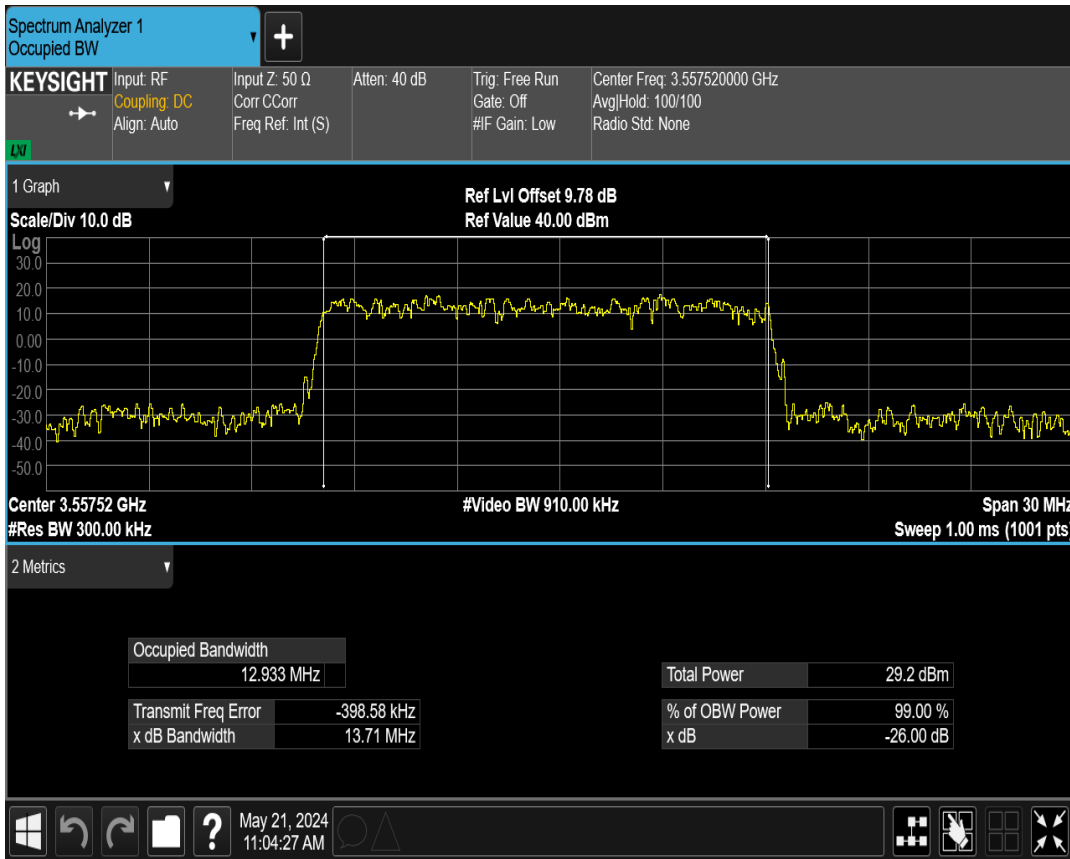 Spectrum Analyzer 1
Occupied BW
KEYSIGHT
LXI
Input: RF
Coupling: DC
Align: Auto
Input Z: 50 Ω
Corr CCorr
Freq Ref: Int (S)
Atten: 40 dB
Trig: Free Run
Gate: Off
#IF Gain: Low
Center Freq: 3.557520000 GHz
Avg|Hold: 100/100
Radio Std: None
1 Graph
Scale/Div 10.0 dB
Ref Lvl Offset 9.78 dB
Ref Value 40.00 dBm
Log
30.0
20.0
10.0
0.00
-10.0
-20.0
-30.0
-40.0
-50.0
Center 3.55752 GHz
#Video BW 910.00 kHz
Span 30 MHz
#Res BW 300.00 kHz
Sweep 1.00 ms (1001 pts)
2 Metrics
Occupied Bandwidth
12.933 MHz
Total Power 29.2 dBm
Transmit Freq Error -398.58 kHz
% of OBW Power 99.00 %
x dB Bandwidth 13.71 MHz
x dB -26.00 dB
?
May 21, 2024
11:04:27 AM